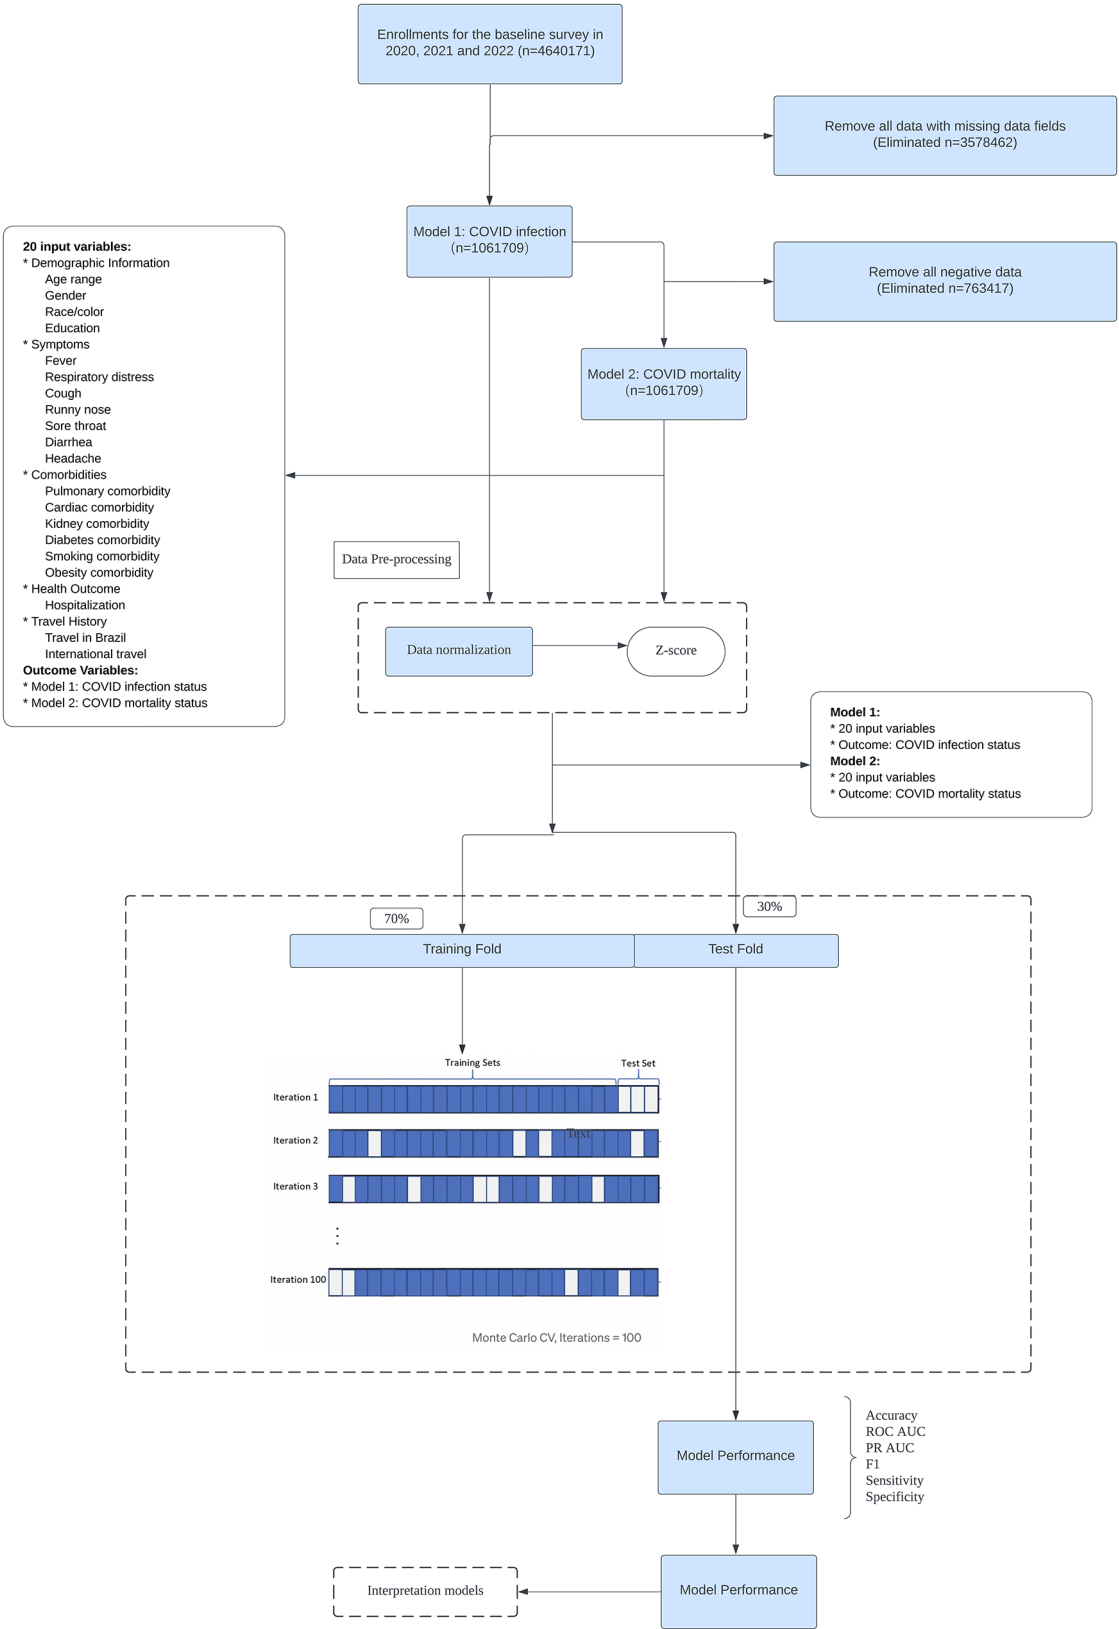 Enrollments for the baseline survey in
2020, 2021 and 2022 (n=4640171)
Remove all data with missing data fields
(Eliminated n=3578462)
Model 1: COVID infection
(n=1061709)
Remove all negative data
(Eliminated n=763417)
Model 2: COVID mortality
(n=1061709)
20 input variables:
* Demographic Information
Age range
Gender
Race/color
Education
* Symptoms
Fever
Respiratory distress
Cough
Runny nose
Sore throat
Diarrhea
Headache
* Comorbidities
Pulmonary comorbidity
Cardiac comorbidity
Kidney comorbidity
Diabetes comorbidity
Smoking comorbidity
Obesity comorbidity
* Health Outcome
Hospitalization
* Travel History
Travel in Brazil
International travel
Outcome Variables:
* Model 1: COVID infection status
* Model 2: COVID mortality status
Data Pre-processing
Data normalization
Z-score
Model 1:
* 20 input variables
* Outcome: COVID infection status
Model 2:
* 20 input variables
* Outcome: COVID mortality status
70%
30%
Training Fold
Test Fold
Training Sets
Test Set
Iteration 1
Text
Iteration 2
Iteration 3
⋮
Iteration 100
Monte Carlo CV, Iterations = 100
Model Performance
Accuracy
ROC AUC
PR AUC
F1
Sensitivity
Specificity
Model Performance
Interpretation models